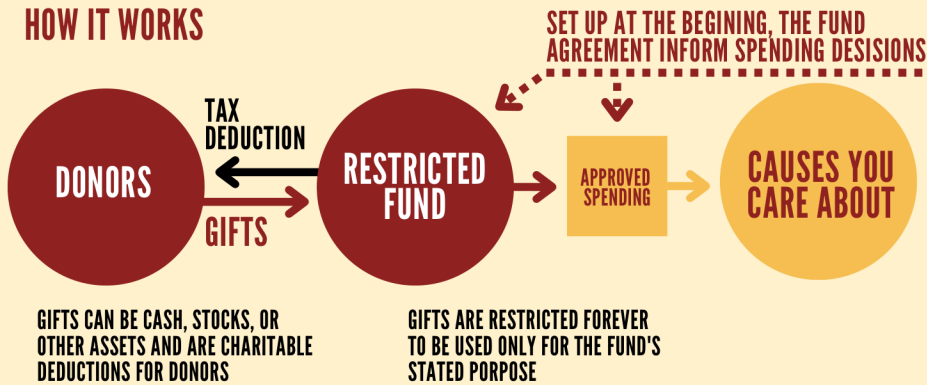 HOW IT WORKS
SET UP AT THE BEGINING, THE FUND
AGREEMENT INFORM SPENDING DESISIONS
DONORS
TAX
DEDUCTION
GIFTS
RESTRICTED
FUND
APPROVED
SPENDING
CAUSES YOU
CARE ABOUT
GIFTS CAN BE CASH, STOCKS, OR
OTHER ASSETS AND ARE CHARITABLE
DEDUCTIONS FOR DONORS
GIFTS ARE RESTRICTED FOREVER
TO BE USED ONLY FOR THE FUND'S
STATED PORPOSE